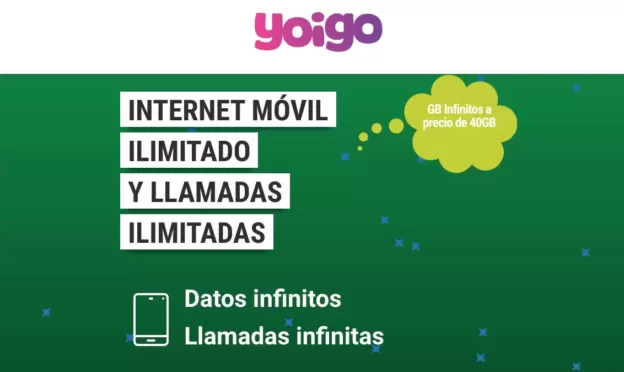 yoigo
INTERNET MÓVIL
ILIMITADO
Y LLAMADAS
ILIMITADAS
GB Infinitos a
precio de 40GB
Datos infinitos
Llamadas infinitas